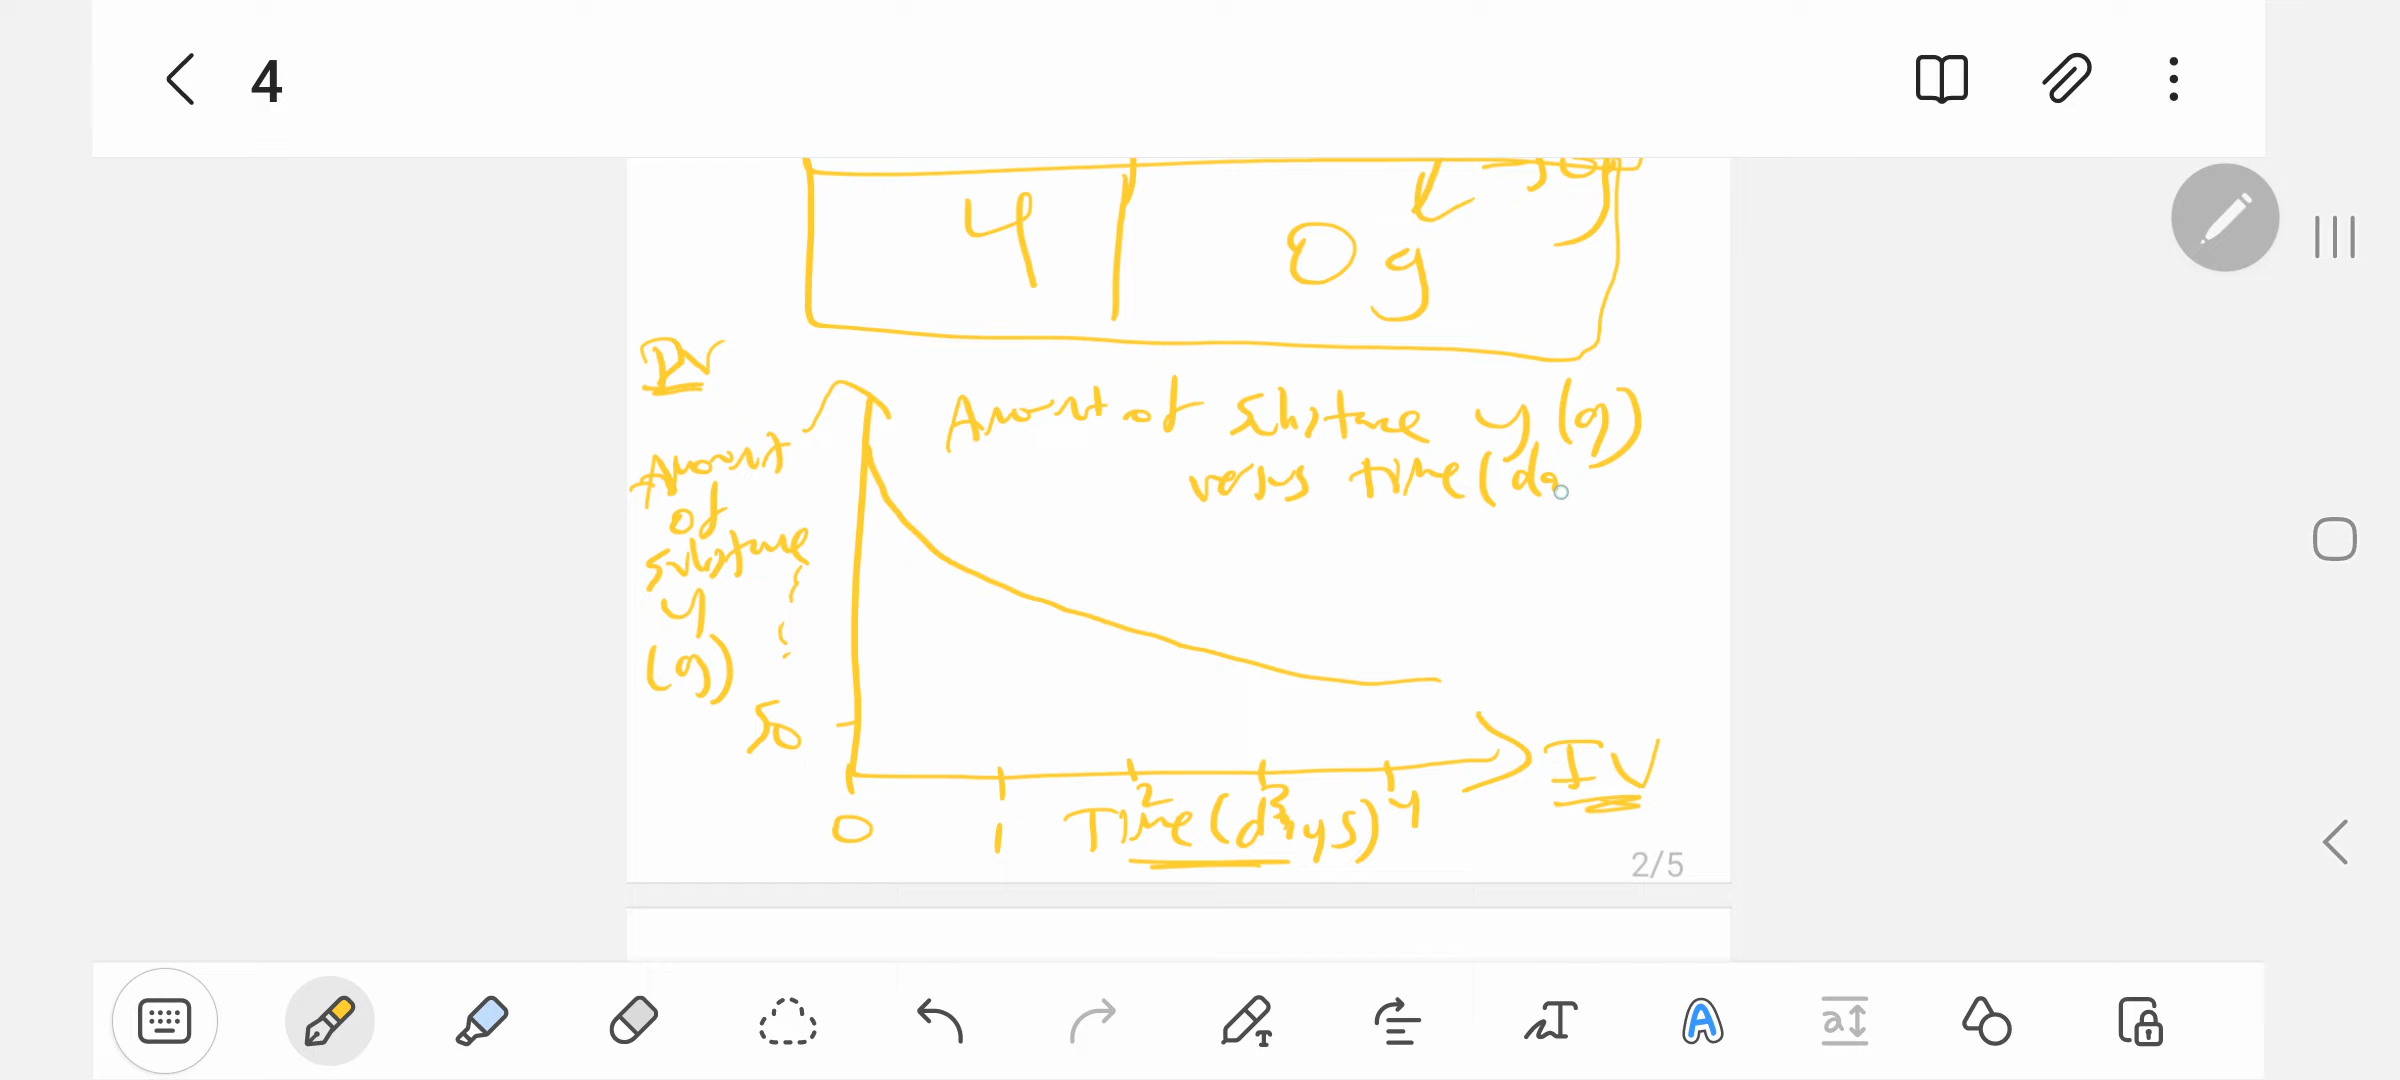 4
4 0g
DV
Amount of substance y (g)
versus time (da
Amount
of
substance
y
(g)
50
0 1 2 3 4
Time (days)
IV
2/5